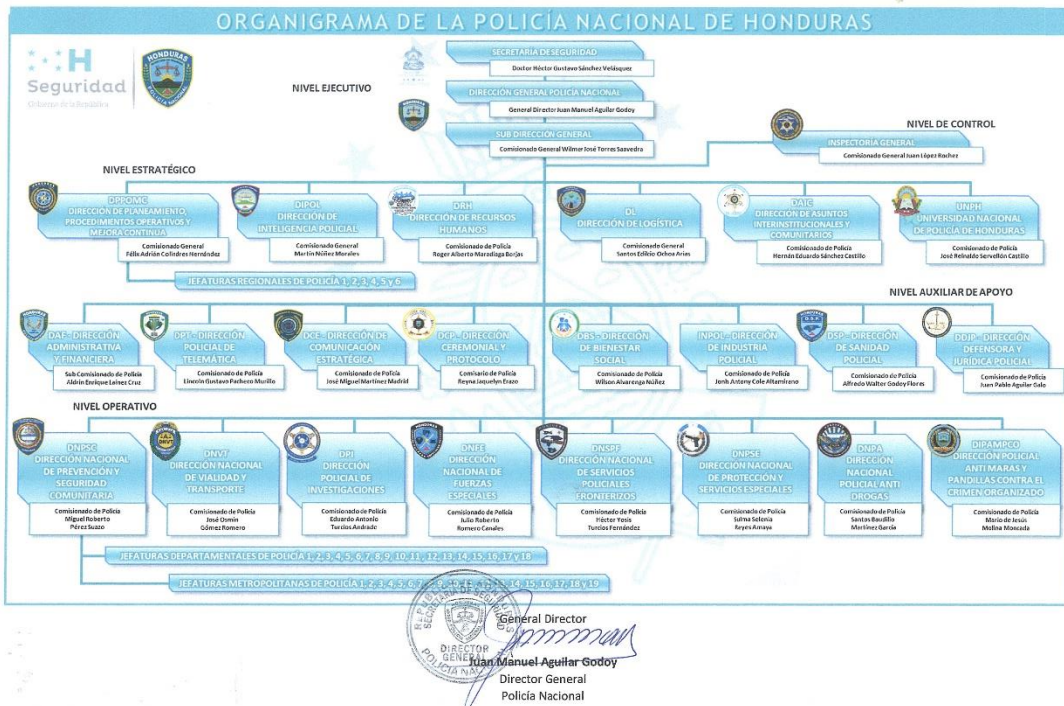 ORGANIGRAMA DE LA POLICÍA NACIONAL DE HONDURAS
H
Seguridad
Gobierno de la República
HONDURAS
POLICÍA NACIONAL
NIVEL EJECUTIVO
SECRETARIA DE SEGURIDAD
Doctor Héctor Gustavo Sánchez Velásquez
DIRECCIÓN GENERAL POLICÍA NACIONAL
General Director Juan Manuel Aguilar Godoy
SUB DIRECCIÓN GENERAL
Comisionado General Wilmer José Torres Saavedra
NIVEL DE CONTROL
INSPECTORÍA GENERAL
Comisionado General Juan López Rochez
NIVEL ESTRATÉGICO
DPPOMC
DIRECCIÓN DE PLANEAMIENTO,
PROCEDIMIENTOS OPERATIVOS Y
MEJORA CONTINUA
Comisionado General
Félix Adrián Colindres Hernández
DIPOL
DIRECCIÓN DE
INTELIGENCIA POLICIAL
Comisionado General
Martín Núñez Morales
DRH
DIRECCIÓN DE RECURSOS
HUMANOS
Comisionado de Policía
Roger Alberto Maradiaga Borjas
DL
DIRECCIÓN DE LOGÍSTICA
Comisionado General
Santos Edilcio Ochoa Arias
DAIC
DIRECCIÓN DE ASUNTOS
INTERINSTITUCIONALES Y
COMUNITARIOS
Comisionado de Policía
Hernán Eduardo Sánchez Castillo
UNPH
UNIVERSIDAD NACIONAL
DE POLICÍA DE HONDURAS
Comisionado de Policía
José Reinaldo Servellón Castillo
JEFATURAS REGIONALES DE POLICÍA 1, 2, 3, 4, 5 y 6
NIVEL AUXILIAR DE APOYO
DAF - DIRECCIÓN
ADMINISTRATIVA
Y FINANCIERA
Sub Comisionado de Policía
Aldrin Enrique Lainez Cruz
DPT - DIRECCIÓN
POLICIAL DE
TELEMÁTICA
Comisionado de Policía
Lincoln Gustavo Pacheco Murillo
DCE - DIRECCIÓN DE
COMUNICACIÓN
ESTRATÉGICA
Comisionado de Policía
José Miguel Martínez Madrid
DCP - DIRECCIÓN
CEREMONIAL Y
PROTOCOLO
Comisario de Policía
Reyna Jaquelyn Erazo
DBS - DIRECCIÓN
DE BIENESTAR
SOCIAL
Comisionado de Policía
Wilson Alvarenga Núñez
INPOL - DIRECCIÓN
DE INDUSTRIA
POLICIAL
Comisionado de Policía
Jonis Antony Cole Altamirano
DSP - DIRECCIÓN
DE SANIDAD
POLICIAL
Comisionado de Policía
Alfredo Walter Godoy Flores
DDJP - DIRECCIÓN
DEFENSORA Y
JURÍDICA POLICIAL
Comisionado de Policía
Juan Pablo Aguilar Galo
NIVEL OPERATIVO
DNPSC
DIRECCIÓN NACIONAL
DE PREVENCIÓN Y
SEGURIDAD
COMUNITARIA
Comisionado de Policía
Miguel Roberto
Pérez Suazo
DNVT
DIRECCIÓN NACIONAL
DE VIALIDAD Y
TRANSPORTE
Comisionado de Policía
José Osmín
Gómez Romero
DPI
DIRECCIÓN
POLICIAL DE
INVESTIGACIONES
Comisionado de Policía
Eduardo Antonio
Turcios Andrade
DNFE
DIRECCIÓN
NACIONAL DE
FUERZAS
ESPECIALES
Comisionado de Policía
Julio Roberto
Romero Canales
DNSPF
DIRECCIÓN NACIONAL
DE SERVICIOS
POLICIALES
FRONTERIZOS
Comisionado de Policía
Héctor Yosis
Turcios Fernández
DNPSE
DIRECCIÓN NACIONAL
DE PROTECCIÓN Y
SERVICIOS ESPECIALES
Comisionado de Policía
Sulma Selenia
Reyes Amaya
DNPA
DIRECCIÓN
NACIONAL
POLICIAL ANTI
DROGAS
Comisionado de Policía
Santos Baudilio
Martínez García
DIPAMPCO
DIRECCIÓN POLICIAL
ANTI MARAS Y
PANDILLAS CONTRA EL
CRIMEN ORGANIZADO
Comisionado de Policía
Mario de Jesús
Molina Moncada
JEFATURAS DEPARTAMENTALES DE POLICÍA 1, 2, 3, 4, 5, 6, 7, 8, 9, 10, 11, 12, 13, 14, 15, 16, 17 y 18
JEFATURAS METROPOLITANAS DE POLICÍA 1, 2, 3, 4, 5, 6, 7, 14, 15, 16, 17, 18 y 19
SECRETARIA DE SEGURIDAD
DIRECTOR
GENERAL
General Director
Juan Manuel Aguilar Godoy
Director General
Policía Nacional